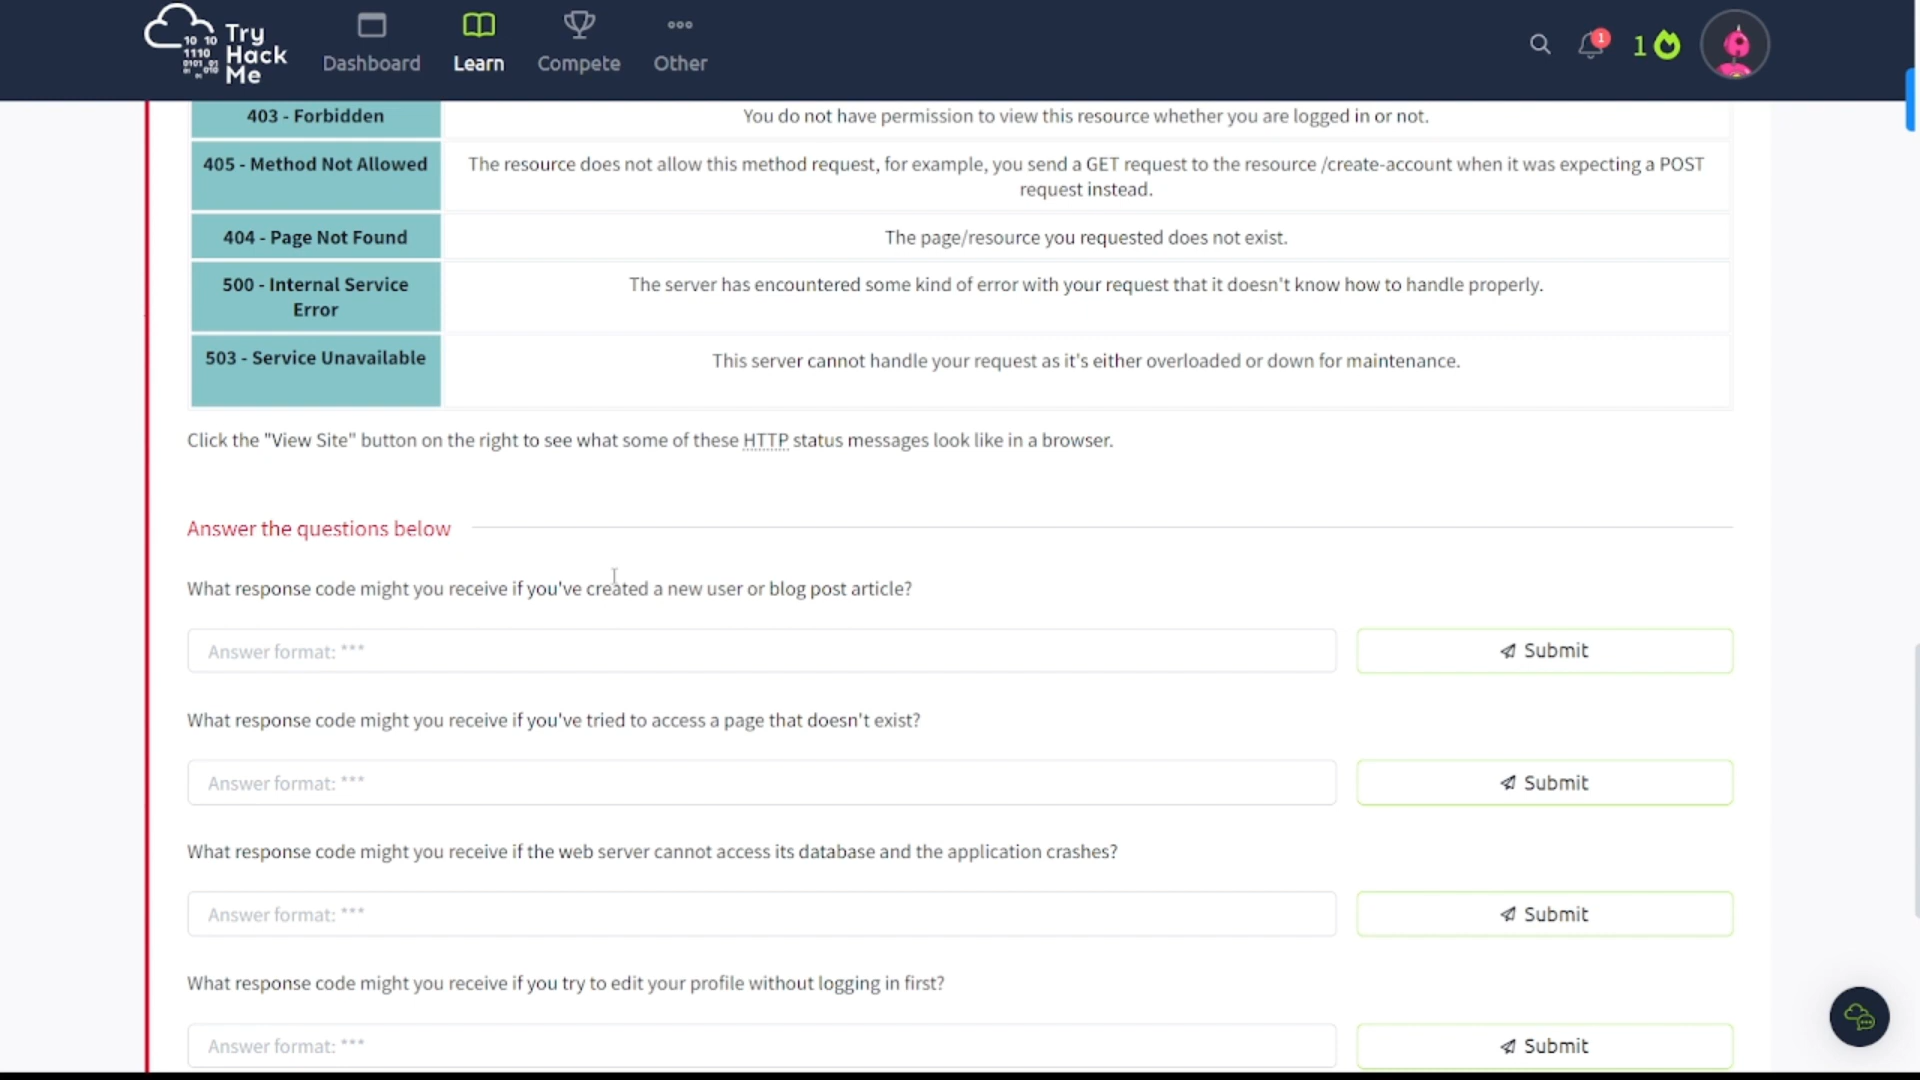 Try
Hack
Me
10 10
1110
0101 01
Dashboard
Learn
Compete
Other
1
1
403 - Forbidden
You do not have permission to view this resource whether you are logged in or not.
405 - Method Not Allowed
The resource does not allow this method request, for example, you send a GET request to the resource /create-account when it was expecting a POST
request instead.
404 - Page Not Found
The page/resource you requested does not exist.
500 - Internal Service
Error
The server has encountered some kind of error with your request that it doesn't know how to handle properly.
503 - Service Unavailable
This server cannot handle your request as it's either overloaded or down for maintenance.
Click the "View Site" button on the right to see what some of these HTTP status messages look like in a browser.
Answer the questions below
What response code might you receive if you've created a new user or blog post article?
Answer format: ***
Submit
What response code might you receive if you've tried to access a page that doesn't exist?
Answer format: ***
Submit
What response code might you receive if the web server cannot access its database and the application crashes?
Answer format: ***
Submit
What response code might you receive if you try to edit your profile without logging in first?
Answer format: ***
Submit